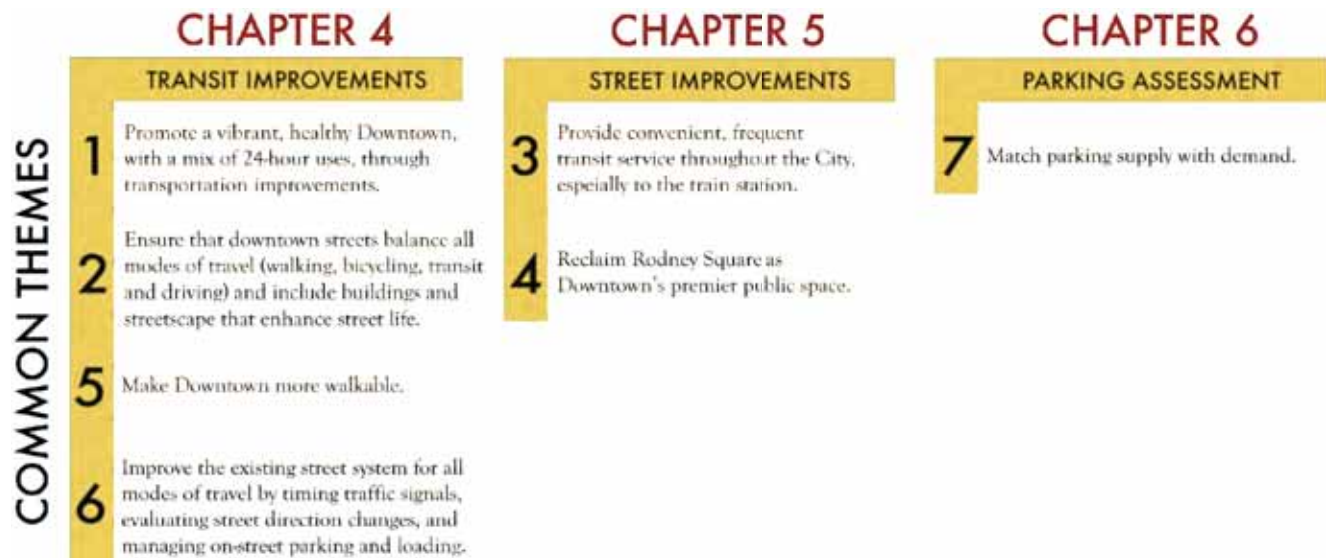 COMMON THEMES
CHAPTER 4
TRANSIT IMPROVEMENTS
1
Promote a vibrant, healthy Downtown,
with a mix of 24-hour uses, through
transportation improvements.
2
Ensure that downtown streets balance all
modes of travel (walking, bicycling, transit
and driving) and include buildings and
streetscape that enhance street life.
5
Make Downtown more walkable.
6
Improve the existing street system for all
modes of travel by timing traffic signals,
evaluating street direction changes, and
managing on-street parking and loading.
CHAPTER 5
STREET IMPROVEMENTS
3
Provide convenient, frequent
transit service throughout the City,
espeially to the train station.
4
Reclaim Rodney Square as
Downtown's premier public space.
CHAPTER 6
PARKING ASSESSMENT
7
Match parking supply with demand.